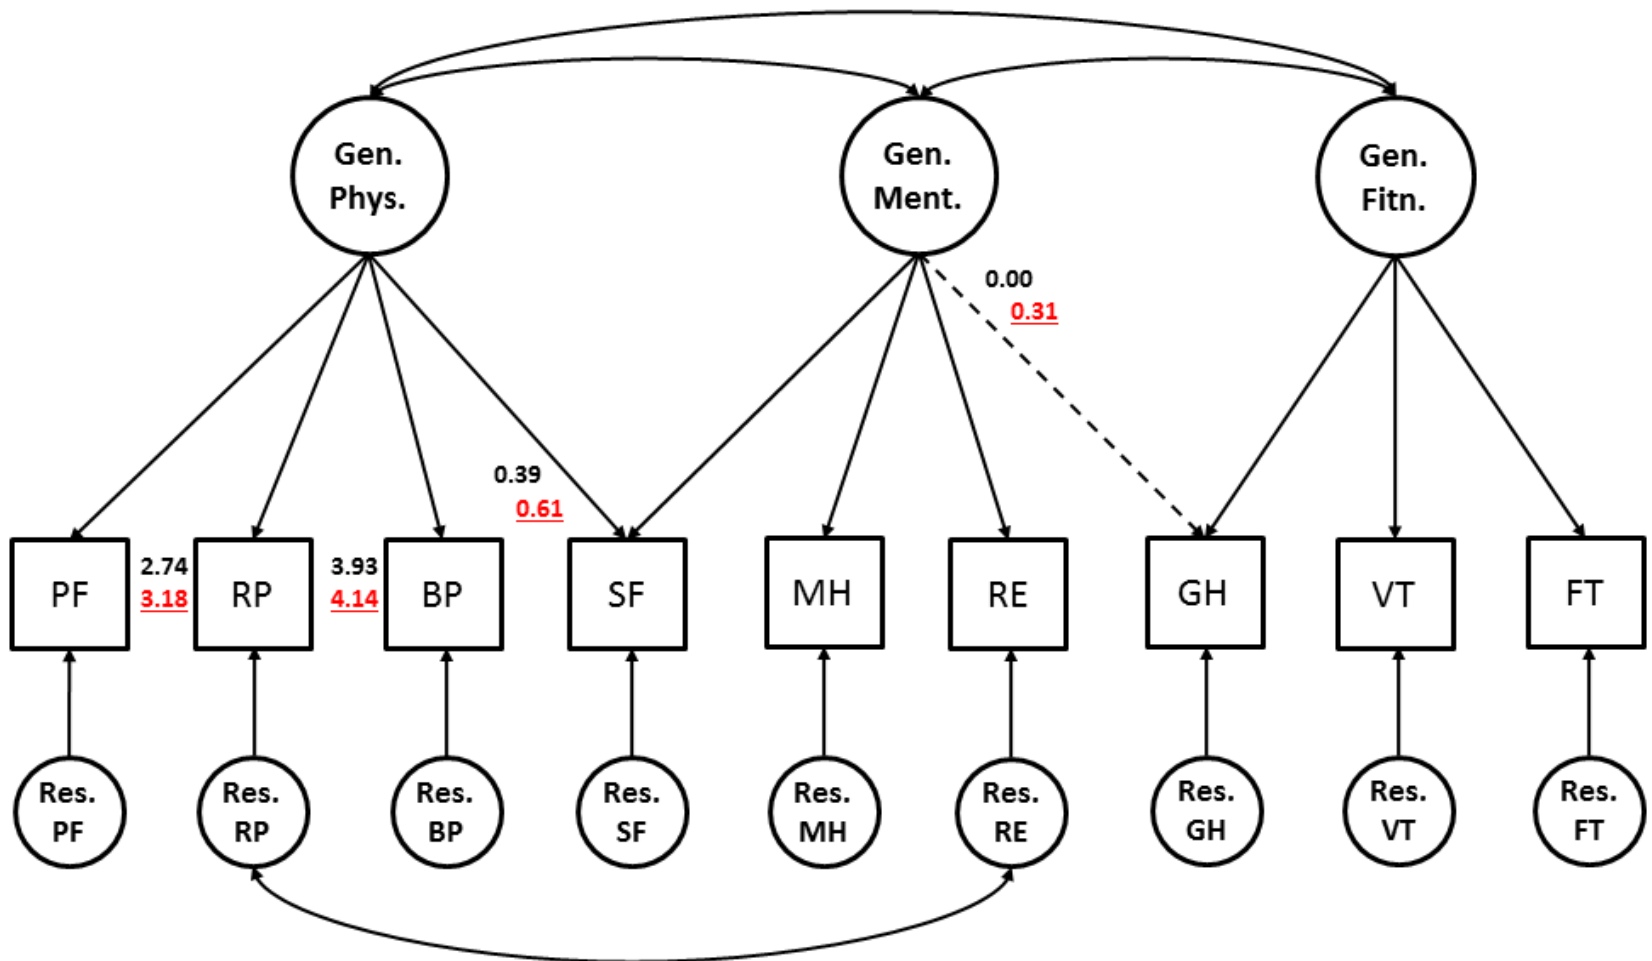 Gen.
Phys.
Gen.
Ment.
Gen.
Fitn.
0.00
0.31
0.39
0.61
PF
2.74
3.18
RP
3.93
4.14
BP
SF
MH
RE
GH
VT
FT
Res.
PF
Res.
RP
Res.
BP
Res.
SF
Res.
MH
Res.
RE
Res.
GH
Res.
VT
Res.
FT